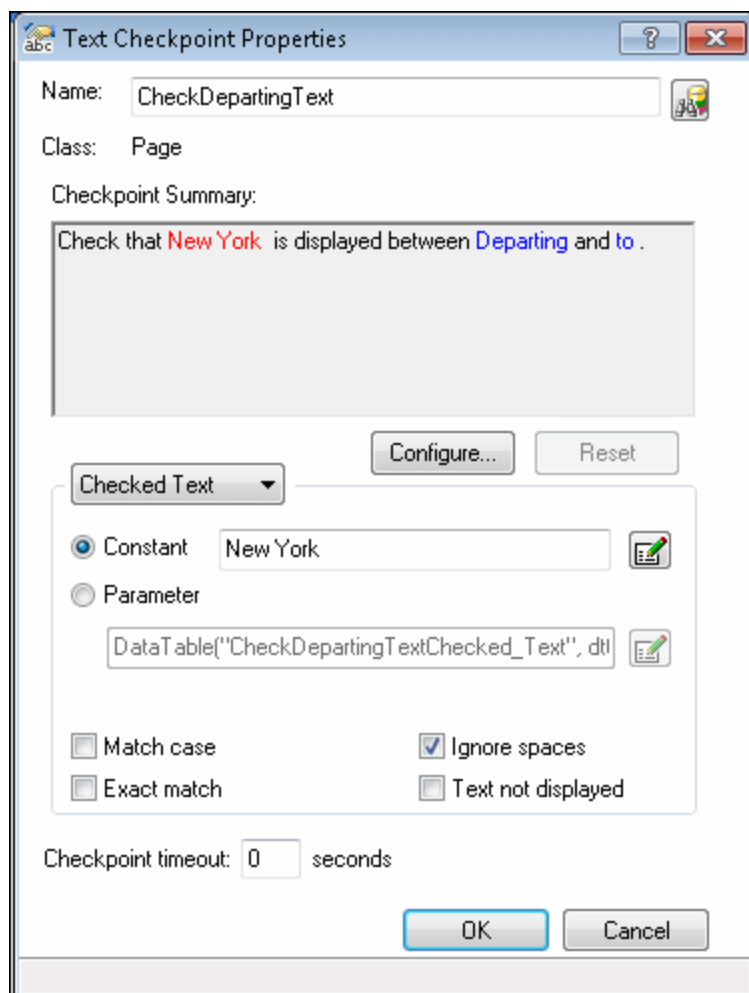 abc Text Checkpoint Properties ?
Name: CheckDepartingText
Class: Page
Checkpoint Summary:
Check that New York is displayed between Departing and to .
Configure... Reset
Checked Text
Constant New York
Parameter
DataTable("CheckDepartingTextChecked_Text", dt
Match case Ignore spaces
Exact match Text not displayed
Checkpoint timeout: 0 seconds
OK Cancel